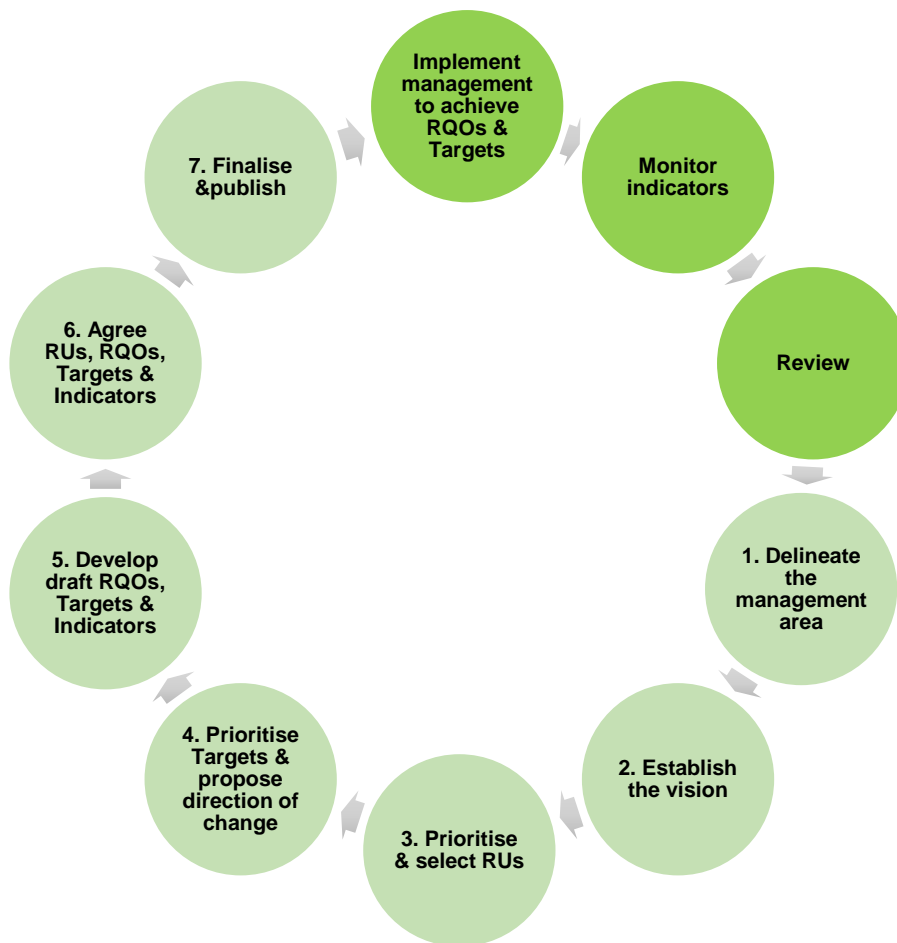 Implement
management
to achieve
RQOs &
Targets
Monitor
indicators
Review
1. Delineate
the
management
area
2. Establish
the vision
3. Prioritise
& select RUs
4. Prioritise
Targets &
propose
direction of
change
5. Develop
draft RQOs,
Targets &
Indicators
6. Agree
RUs, RQOs,
Targets &
Indicators
7. Finalise
&publish